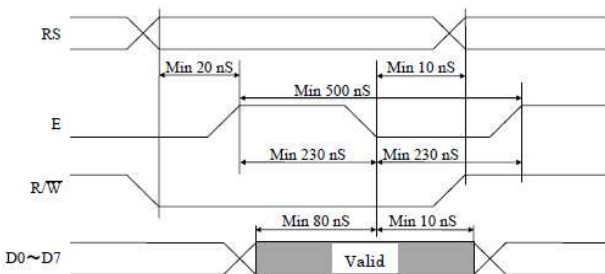 RS
Min 20 nS Min 10 nS
Min 500 nS
E
Min 230 nS Min 230 nS
R/W̅
Min 80 nS Min 10 nS
D0～D7 Valid